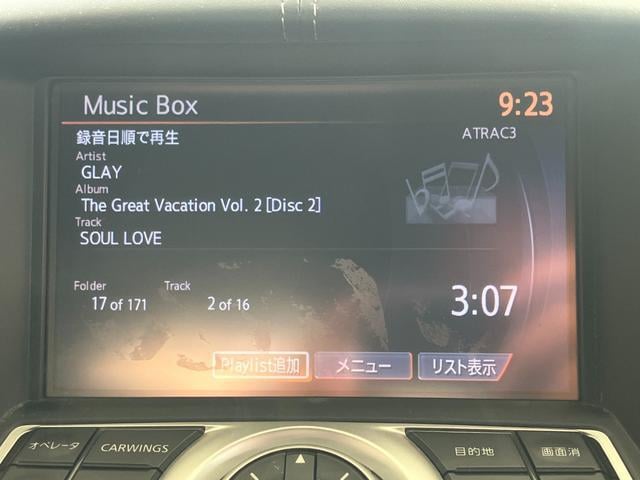 Music Box 9:23
録音日順で再生 ATRAC3
Artist
GLAY
Album
The Great Vacation Vol. 2 [Disc 2]
Track
SOUL LOVE
Folder Track
17 of 171 2 of 16 3:07
Playlist追加 メニュー リスト表示
オペレータ CARWINGS 目的地 画面消